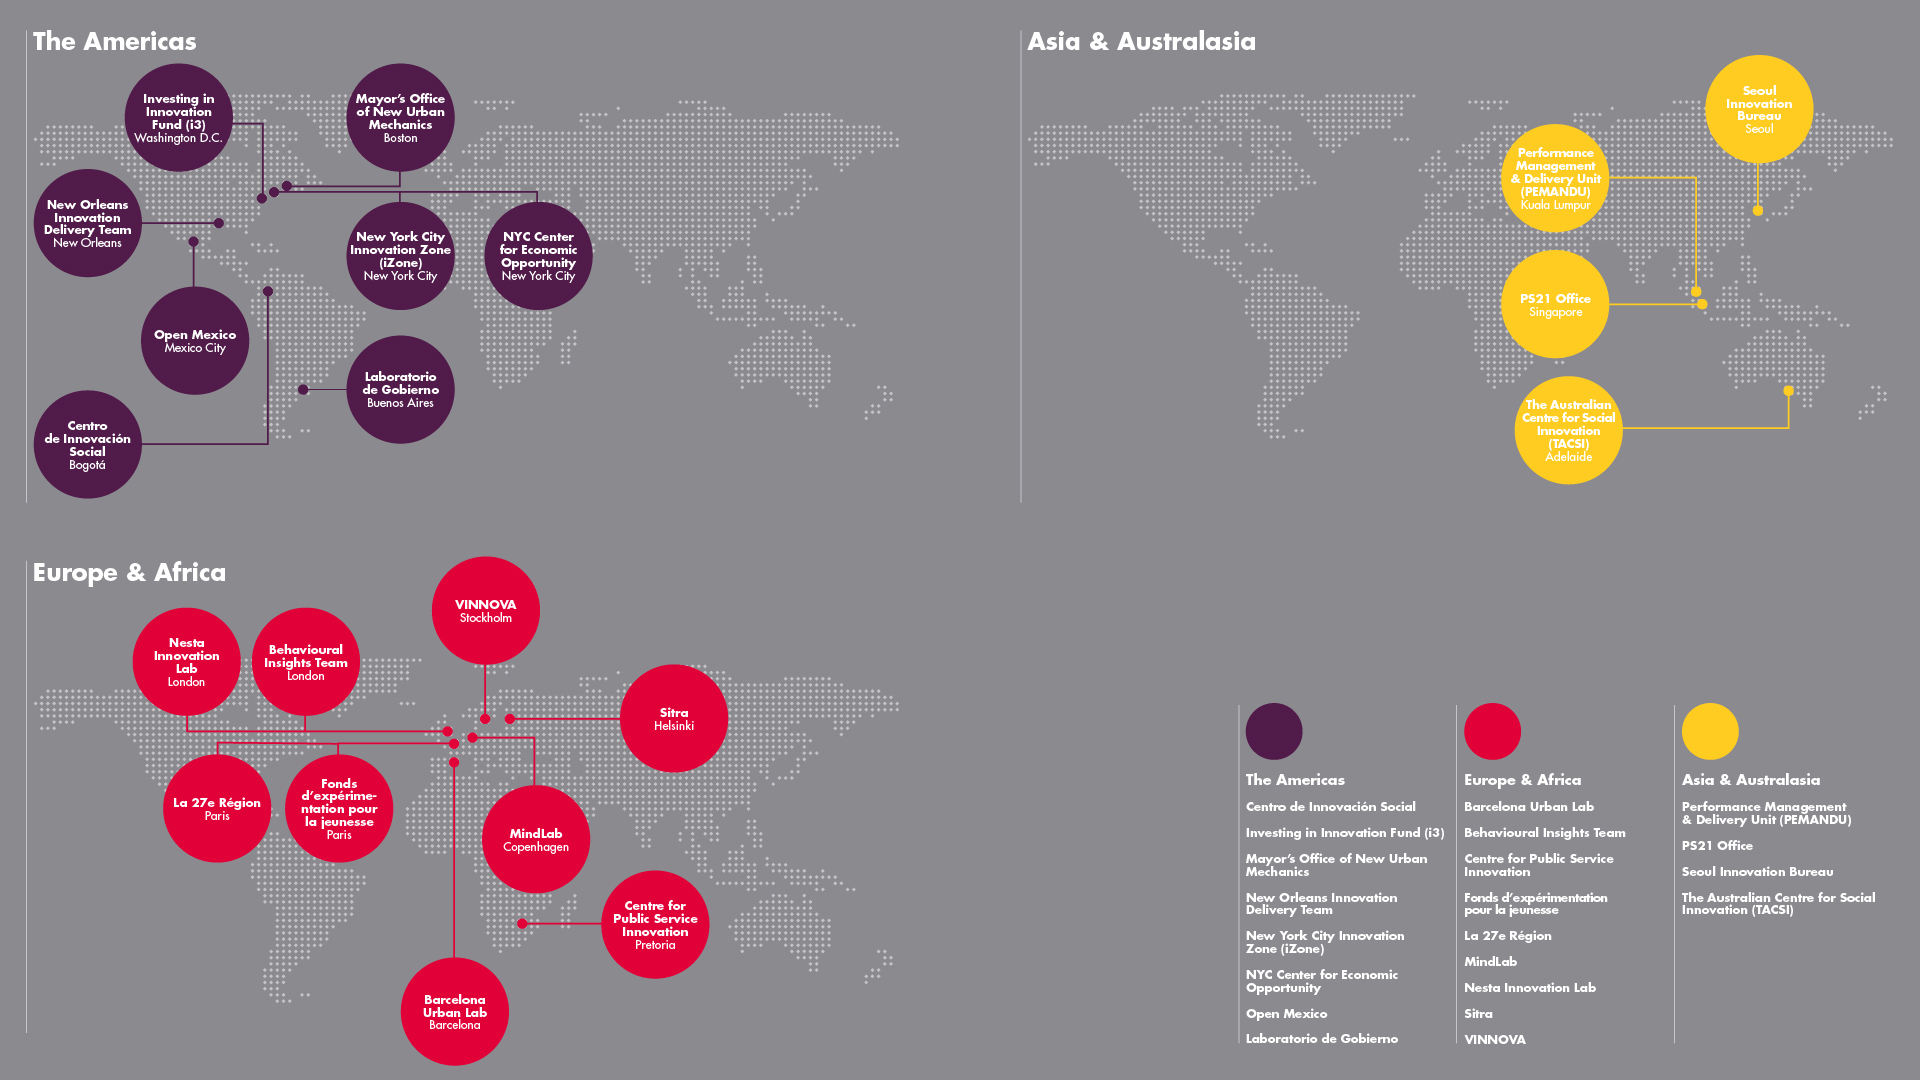 The Americas
Investing in
Innovation
Fund (i3)
Washington D.C.
Mayor's Office
of New Urban
Mechanics
Boston
New Orleans
Innovation
Delivery Team
New Orleans
New York City
Innovation Zone
(iZone)
New York City
NYC Center
for Economic
Opportunity
New York City
Open Mexico
Mexico City
Laboratorio
de Gobierno
Buenos Aires
Centro
de Innovación
Social
Bogotá
Asia & Australasia
Seoul
Innovation
Bureau
Seoul
Performance
Management
& Delivery Unit
(PEMANDU)
Kuala Lumpur
PS21 Office
Singapore
The Australian
Centre for Social
Innovation
(TACSI)
Adelaide
Europe & Africa
VINNOVA
Stockholm
Nesta
Innovation
Lab
London
Behavioural
Insights Team
London
Sitra
Helsinki
La 27e Région
Paris
Fonds
d'expérime-
ntation pour
la jeunesse
Paris
MindLab
Copenhagen
Centre for
Public Service
Innovation
Pretoria
Barcelona
Urban Lab
Barcelona
The Americas
Centro de Innovación Social
Investing in Innovation Fund (i3)
Mayor's Office of New Urban
Mechanics
New Orleans Innovation
Delivery Team
New York City Innovation
Zone (iZone)
NYC Center for Economic
Opportunity
Open Mexico
Laboratorio de Gobierno
Europe & Africa
Barcelona Urban Lab
Behavioural Insights Team
Centre for Public Service
Innovation
Fonds d'expérimentation
pour la jeunesse
La 27e Région
MindLab
Nesta Innovation Lab
Sitra
VINNOVA
Asia & Australasia
Performance Management
& Delivery Unit (PEMANDU)
PS21 Office
Seoul Innovation Bureau
The Australian Centre for Social
Innovation (TACSI)